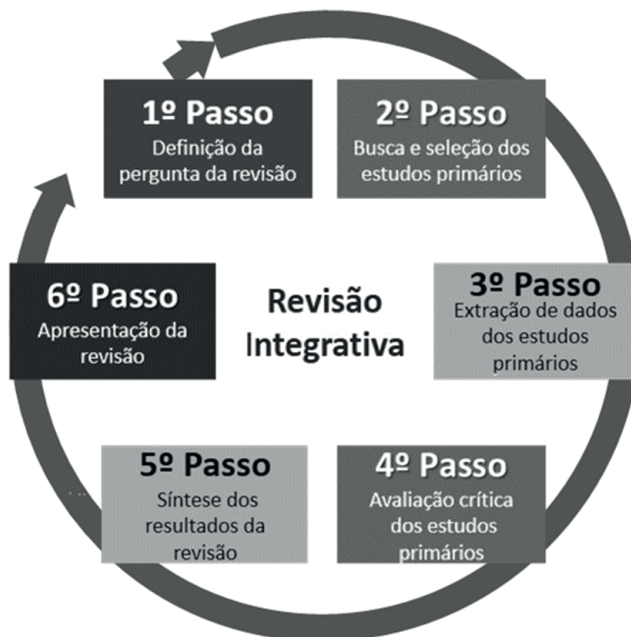 1º Passo
Definição da
pergunta da revisão
2º Passo
Busca e seleção dos
estudos primários
3º Passo
Extração de dados
dos estudos
primários
4º Passo
Avaliação crítica
dos estudos
primários
5º Passo
Síntese dos
resultados da
revisão
6º Passo
Apresentação da
revisão
Revisão
Integrativa